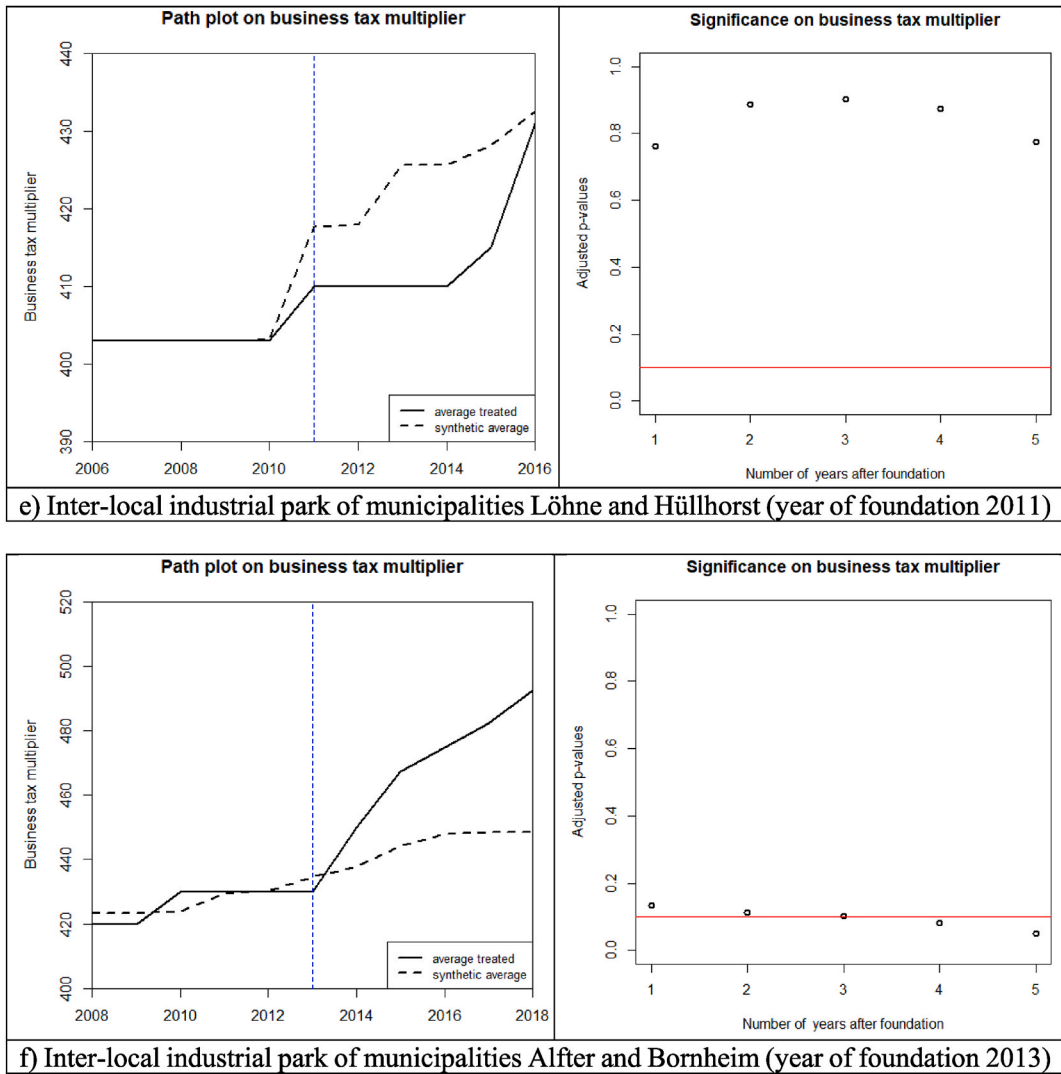 Path plot on business tax multiplier
Business tax multiplier
440
430
420
410
400
390
average treated
synthetic average
2006 2008 2010 2012 2014 2016
Significance on business tax multiplier
Adjusted p-values
1.0
0.8
0.6
0.4
0.2
0.0
1 2 3 4 5
Number of years after foundation
e) Inter-local industrial park of municipalities Löhne and Hüllhorst (year of foundation 2011)
Path plot on business tax multiplier
Business tax multiplier
520
500
480
460
440
420
400
average treated
synthetic average
2008 2010 2012 2014 2016 2018
Significance on business tax multiplier
Adjusted p-values
1.0
0.8
0.6
0.4
0.2
0.0
1 2 3 4 5
Number of years after foundation
f) Inter-local industrial park of municipalities Alfter and Bornheim (year of foundation 2013)